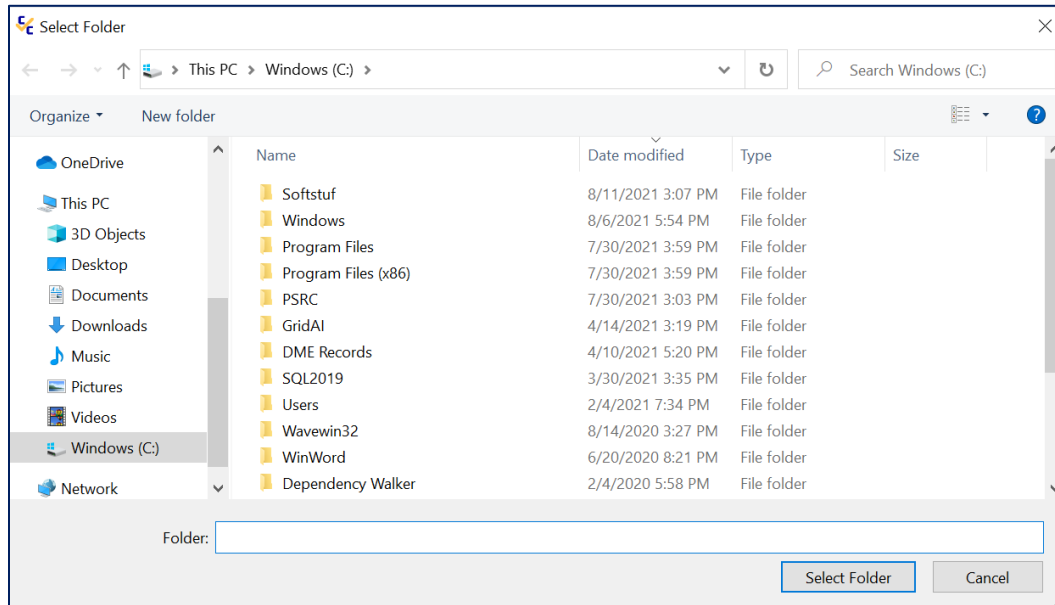 Select Folder
This PC > Windows (C:) >
Search Windows (C:)
Organize
New folder
?
OneDrive
This PC
3D Objects
Desktop
Documents
Downloads
Music
Pictures
Videos
Windows (C:)
Network
Name Date modified Type Size
Softstuf 8/11/2021 3:07 PM File folder
Windows 8/6/2021 5:54 PM File folder
Program Files 7/30/2021 3:59 PM File folder
Program Files (x86) 7/30/2021 3:59 PM File folder
PSRC 7/30/2021 3:03 PM File folder
GridAI 4/14/2021 3:19 PM File folder
DME Records 4/10/2021 5:20 PM File folder
SQL2019 3/30/2021 3:35 PM File folder
Users 2/4/2021 7:34 PM File folder
Wavewin32 8/14/2020 3:27 PM File folder
WinWord 6/20/2020 8:21 PM File folder
Dependency Walker 2/4/2020 5:58 PM File folder
Folder:
Select Folder
Cancel